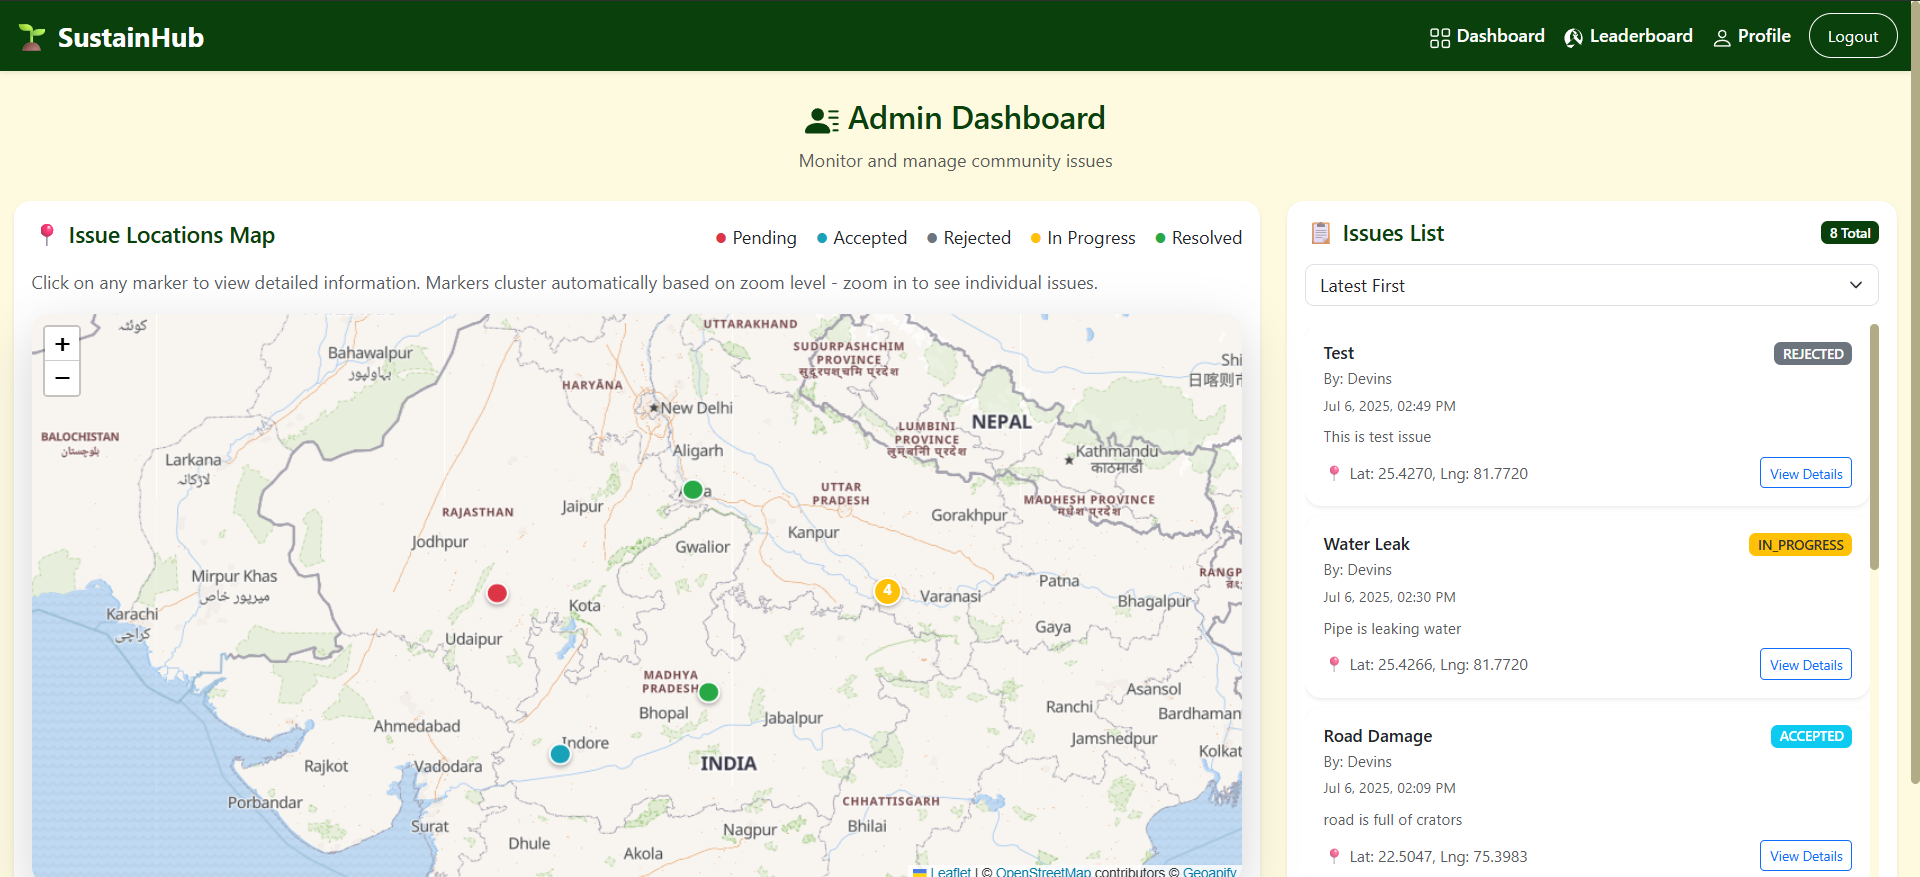 SustainHub
Dashboard
Leaderboard
Profile
Logout
Admin Dashboard
Monitor and manage community issues
Issue Locations Map
Pending
Accepted
Rejected
In Progress
Resolved
Click on any marker to view detailed information. Markers cluster automatically based on zoom level - zoom in to see individual issues.
+
−
کوئٹہ
UTTARAKHAND
Bahawalpur
بہاولپور
SUDURPASHCHIM
PROVINCE
सुदूरपश्चिम प्रदेश
HARYĀNA
New Delhi
NEPAL
LUMBINI
PROVINCE
लुम्बिनी प्रदेश
BALOCHISTAN
بلوچستان
Aligarh
Kathmandu
काठमाडौं
Larkana
لاڑکانہ
UTTAR
PRADESH
MADHESH PROVINCE
मधेश प्रदेश
Jaipur
RAJASTHAN
Gorakhpur
Kanpur
Jodhpur
Gwalior
Mirpur Khas
میرپور خاص
Patna
4
Varanasi
Bhagalpur
Karachi
کراچی
Kota
Udaipur
Gaya
MADHYA
PRADESH
Bhopal
Jabalpur
Asansol
Ranchi
Bardhaman
Ahmedabad
Indore
Jamshedpur
Rajkot
Vadodara
INDIA
Porbandar
CHHATTISGARH
Surat
Nagpur
Bhilai
Dhule
Akola
Leaflet | © OpenStreetMap contributors © Geoapify
Issues List
8 Total
Latest First
Test
REJECTED
By: Devins
Jul 6, 2025, 02:49 PM
This is test issue
Lat: 25.4270, Lng: 81.7720
View Details
Water Leak
IN_PROGRESS
By: Devins
Jul 6, 2025, 02:30 PM
Pipe is leaking water
Lat: 25.4266, Lng: 81.7720
View Details
Road Damage
ACCEPTED
By: Devins
Jul 6, 2025, 02:09 PM
road is full of crators
Lat: 22.5047, Lng: 75.3983
View Details